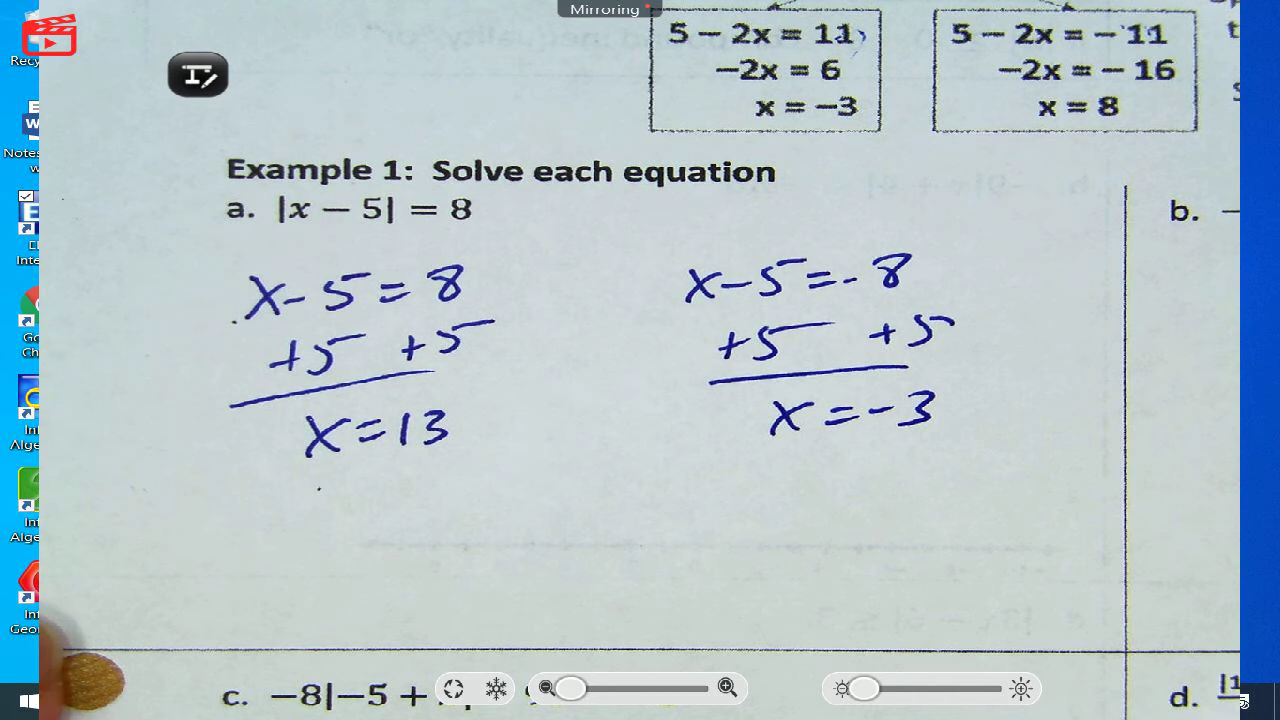 Mirroring
5 − 2x = 11
−2x = 6
x = −3
5 − 2x = − 11
−2x = − 16
x = 8
Example 1: Solve each equation
a. |x − 5| = 8
b. −
x - 5 = 8
+5 +5
x = 13
x - 5 = - 8
+5 +5
x = -3
c. −8|−5 +
d.